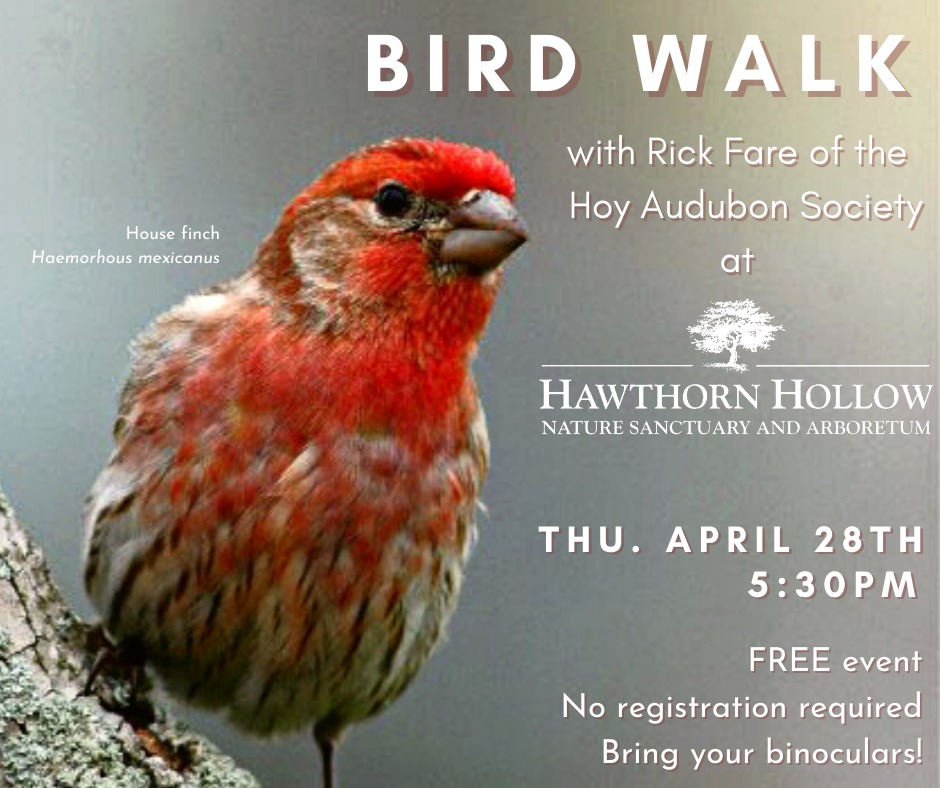 BIRD WALK
with Rick Fare of the
Hoy Audubon Society
at
House finch
Haemorhous mexicanus
HAWTHORN HOLLOW
NATURE SANCTUARY AND ARBORETUM
THU. APRIL 28TH
5:30PM
FREE event
No registration required
Bring your binoculars!